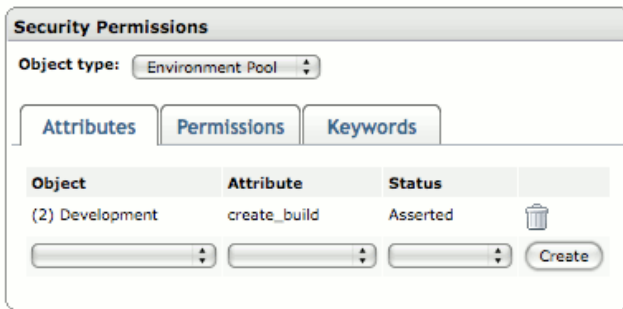 Security Permissions
Object type: Environment Pool
Attributes Permissions Keywords
Object Attribute Status
(2) Development create_build Asserted
Create